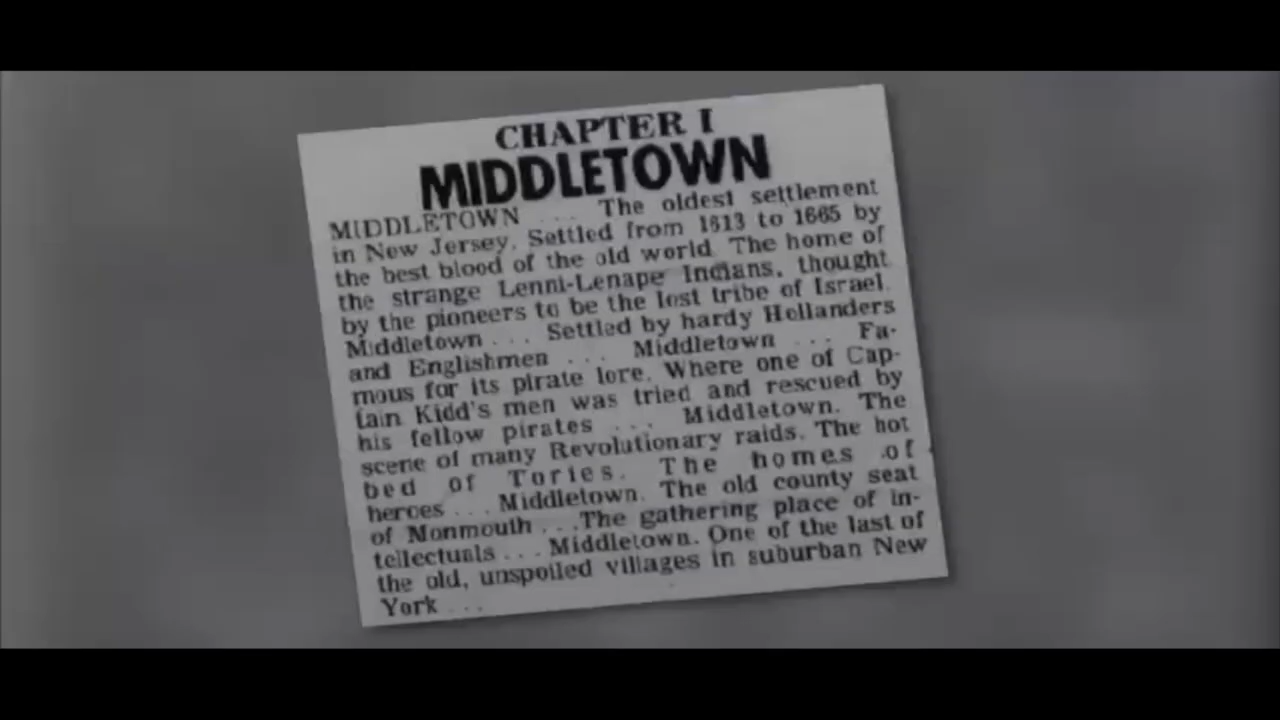 CHAPTER I
MIDDLETOWN
MIDDLETOWN ... The oldest settlement
in New Jersey. Settled from 1613 to 1665 by
the best blood of the old world. The home of
the strange Lenni-Lenape Indians, thought
by the pioneers to be the lost tribe of Israel.
Middletown ... Settled by hardy Hollanders
and Englishmen ... Middletown ... Fa-
mous for its pirate lore. Where one of Cap-
tain Kidd's men was tried and rescued by
his fellow pirates ... Middletown. The
scene of many Revolutionary raids. The hot
bed of Tories. The homes of
heroes ... Middletown. The old county seat
of Monmouth ... The gathering place of in-
tellectuals ... Middletown. One of the last of
the old, unspoiled villages in suburban New
York ...